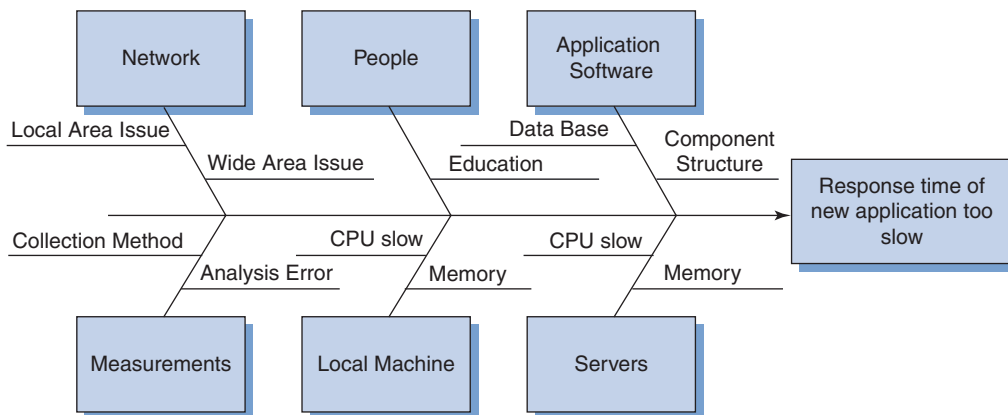 Network
People
Application
Software
Local Area Issue
Wide Area Issue
Data Base
Education
Component
Structure
Response time of
new application too
slow
Collection Method
Analysis Error
CPU slow
Memory
CPU slow
Memory
Measurements
Local Machine
Servers